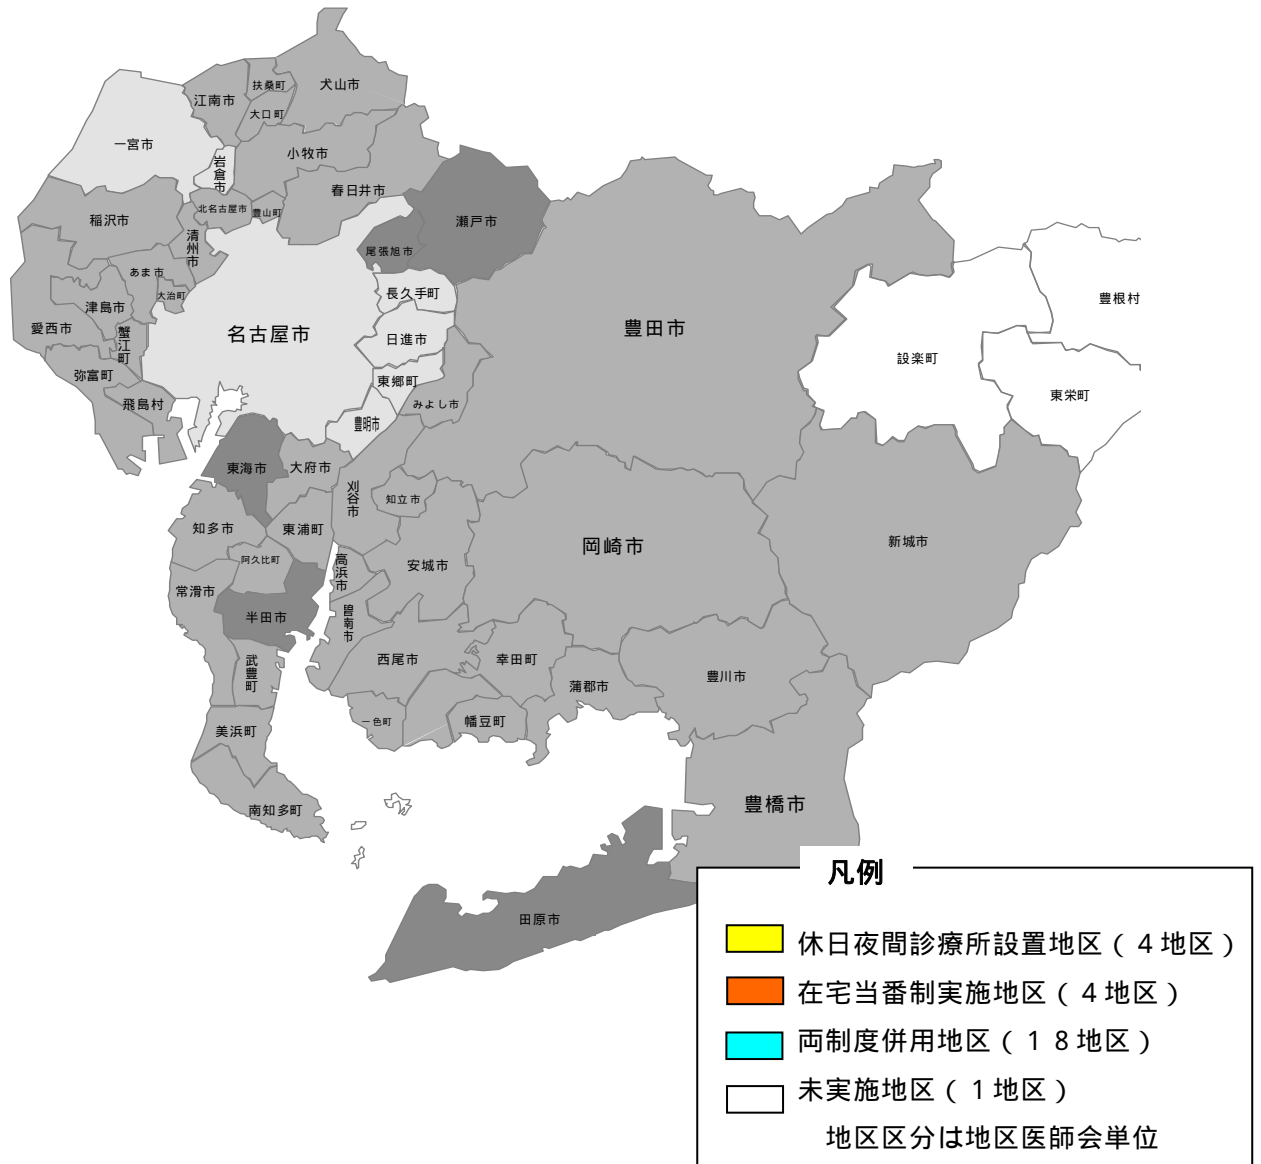 犬山市
扶桑町
江南市
大口町
一宮市
岩倉市
小牧市
春日井市
稲沢市
北名古屋市
豊山町
瀬戸市
清州市
尾張旭市
あま市
大治町
津島市
長久手町
豊根村
愛西市
蟹江町
名古屋市
日進市
豊田市
設楽町
弥富町
東郷町
東栄町
飛島村
みよし市
豊明市
東海市
大府市
刈谷市
知立市
知多市
東浦町
岡崎市
新城市
阿久比町
高浜市
安城市
常滑市
半田市
碧南市
西尾市
幸田町
武豊町
豊川市
蒲郡市
一色町
幡豆町
美浜町
南知多町
豊橋市
田原市
凡例
休日夜間診療所設置地区(4地区)
在宅当番制実施地区(4地区)
両制度併用地区(18地区)
未実施地区(1地区)
地区区分は地区医師会単位